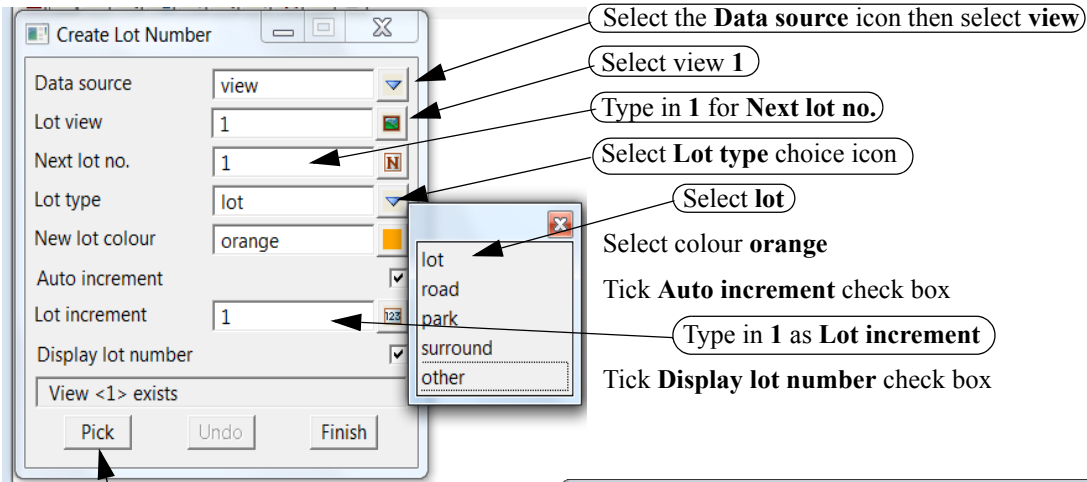 Create Lot Number
Data source
view
Lot view
1
Next lot no.
1
N
Lot type
lot
New lot colour
orange
Auto increment
Lot increment
1
123
Display lot number
View <1> exists
Pick
Undo
Finish
lot
road
park
surround
other
Select the Data source icon then select view
Select view 1
Type in 1 for Next lot no.
Select Lot type choice icon
Select lot
Select colour orange
Tick Auto increment check box
Type in 1 as Lot increment
Tick Display lot number check box